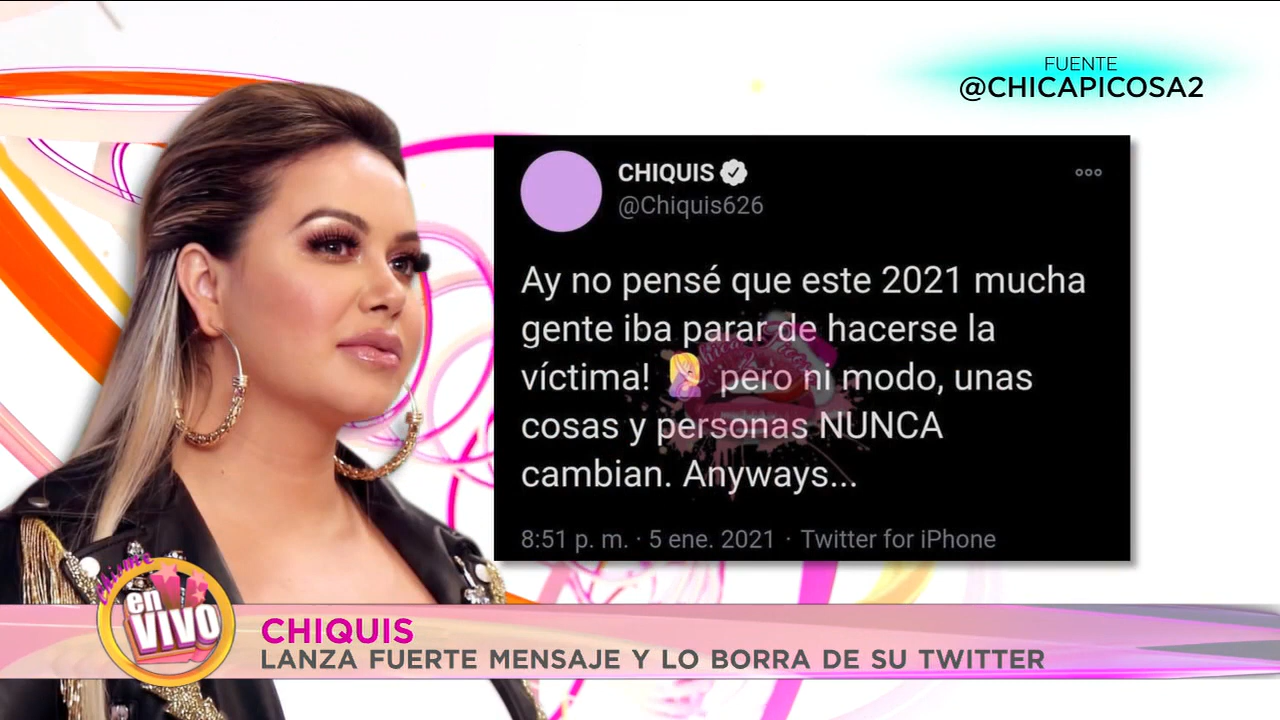 FUENTE
@CHICAPICOSA2
CHIQUIS
@Chiquis626
Ay no pensé que este 2021 mucha
gente iba parar de hacerse la
víctima! 🤦🏼‍♀️ pero ni modo, unas
cosas y personas NUNCA
cambian. Anyways...
8:51 p. m. · 5 ene. 2021 · Twitter for iPhone
chisme
en
VIVO
CHIQUIS
LANZA FUERTE MENSAJE Y LO BORRA DE SU TWITTER